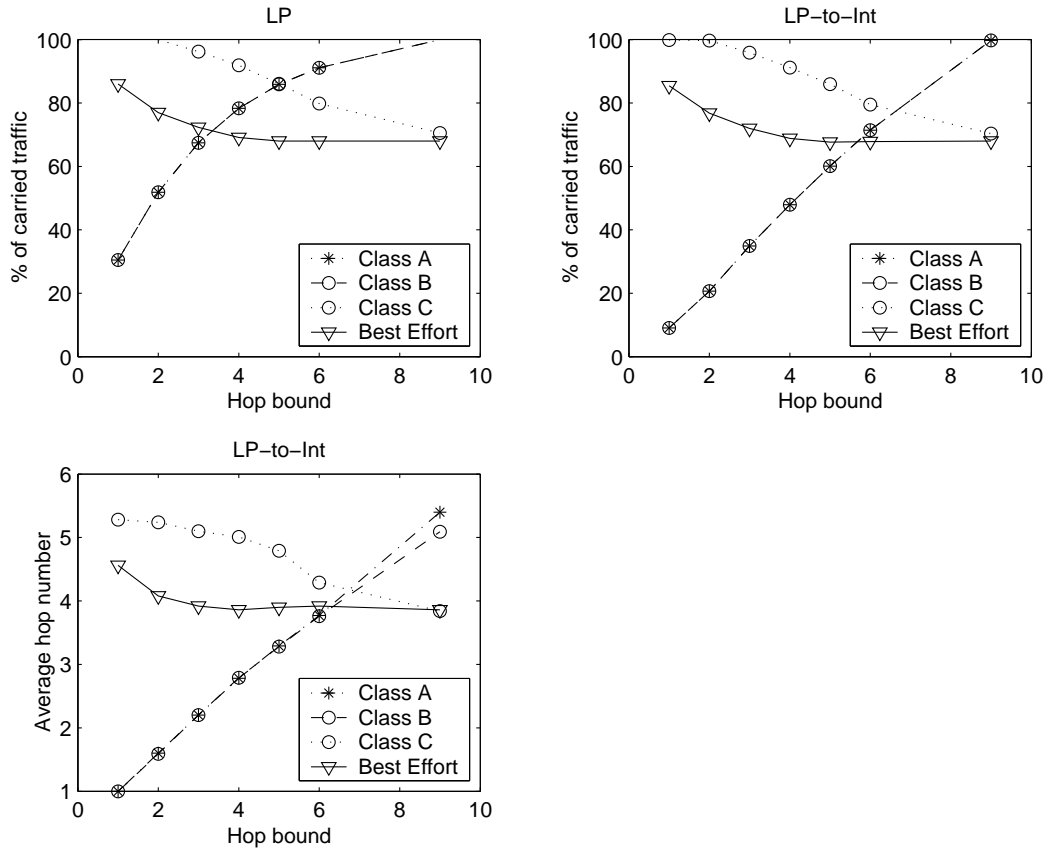 LP
100
80
60
40
20
0
% of carried traffic
0 2 4 6 8 10
Hop bound
Class A
Class B
Class C
Best Effort
LP−to−Int
100
80
60
40
20
0
% of carried traffic
0 2 4 6 8 10
Hop bound
Class A
Class B
Class C
Best Effort
LP−to−Int
6
5
4
3
2
1
Average hop number
0 2 4 6 8 10
Hop bound
Class A
Class B
Class C
Best Effort